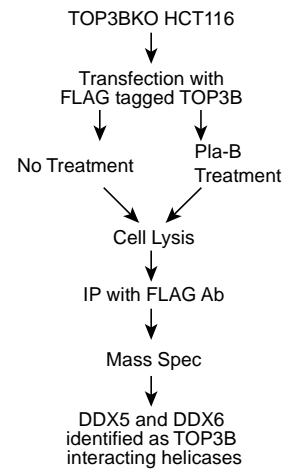 TOP3BKO HCT116
Transfection with
FLAG tagged TOP3B
No Treatment
Pla-B
Treatment
Cell Lysis
IP with FLAG Ab
Mass Spec
DDX5 and DDX6
identified as TOP3B
interacting helicases